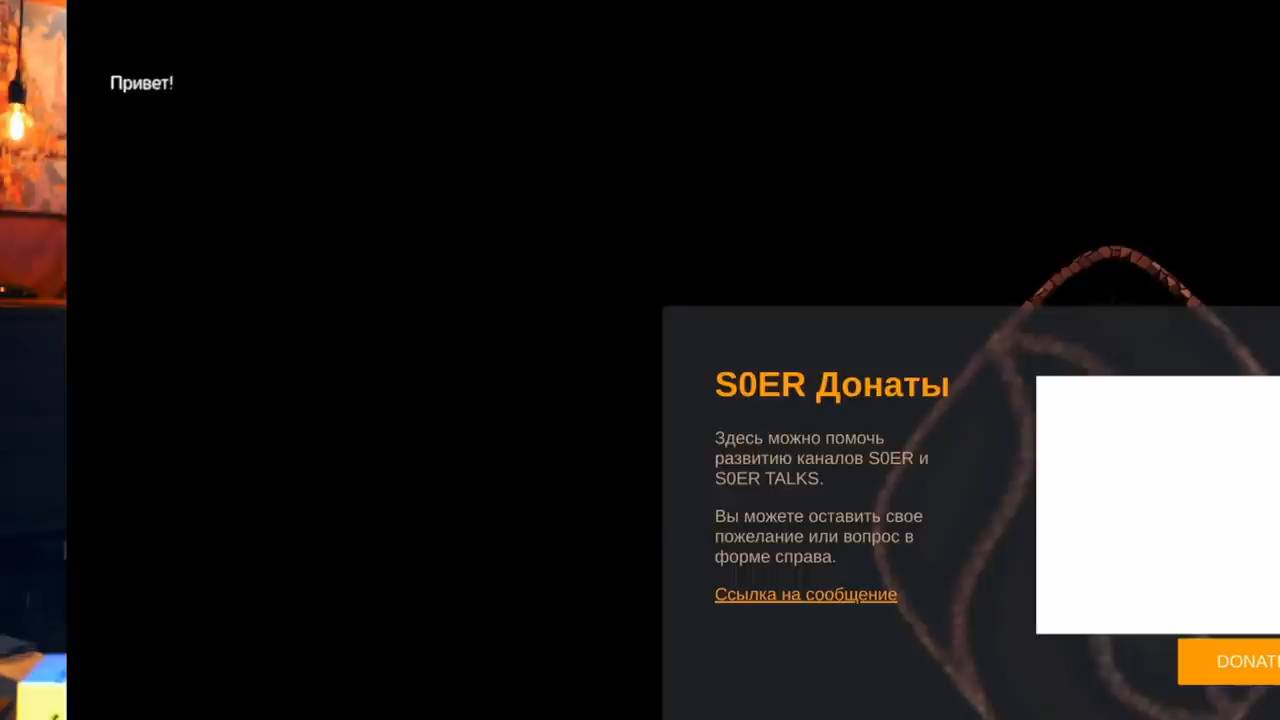 Привет!
S0ER Донаты
Здесь можно помочь
развитию каналов S0ER и
S0ER TALKS.
Вы можете оставить свое
пожелание или вопрос в
форме справа.
Ссылка на сообщение